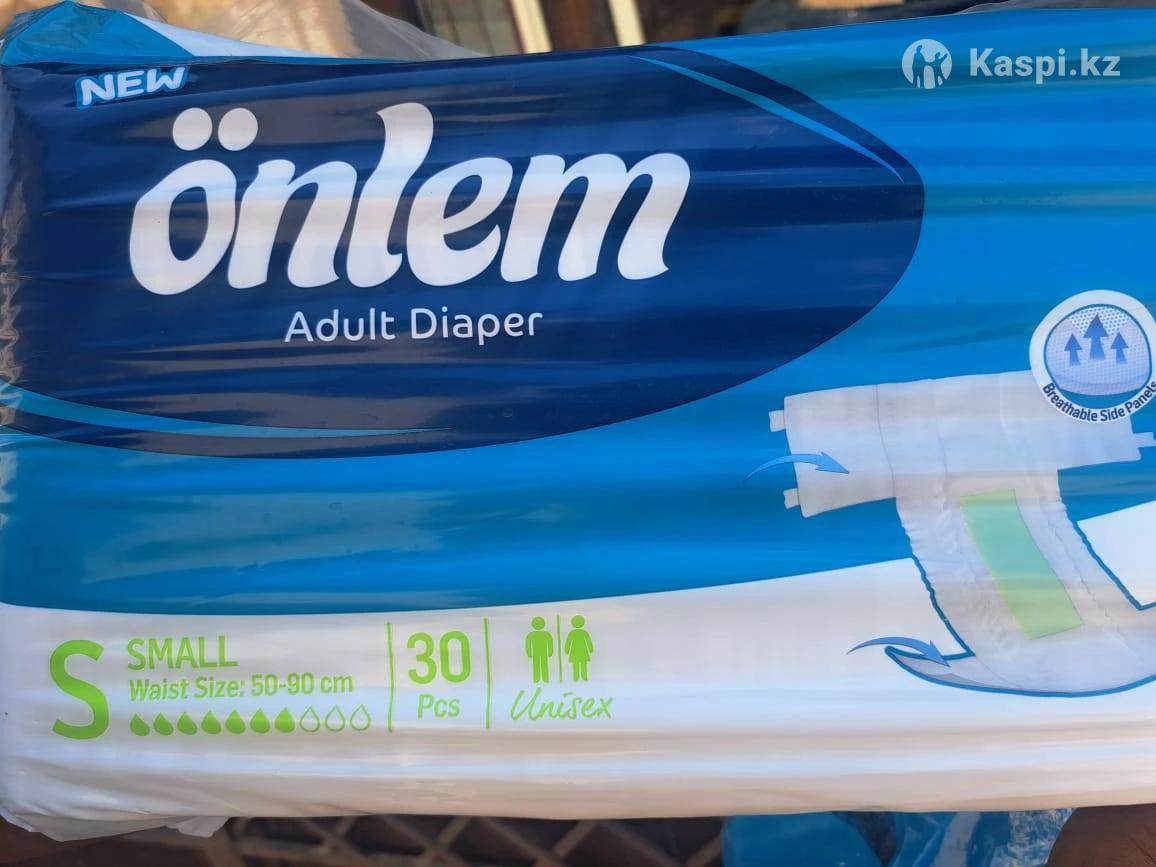 Kaspi.kz
NEW
önlem
Adult Diaper
Breathable Side Panels
S
SMALL
Waist Size: 50-90 cm
30
Pcs
Unisex